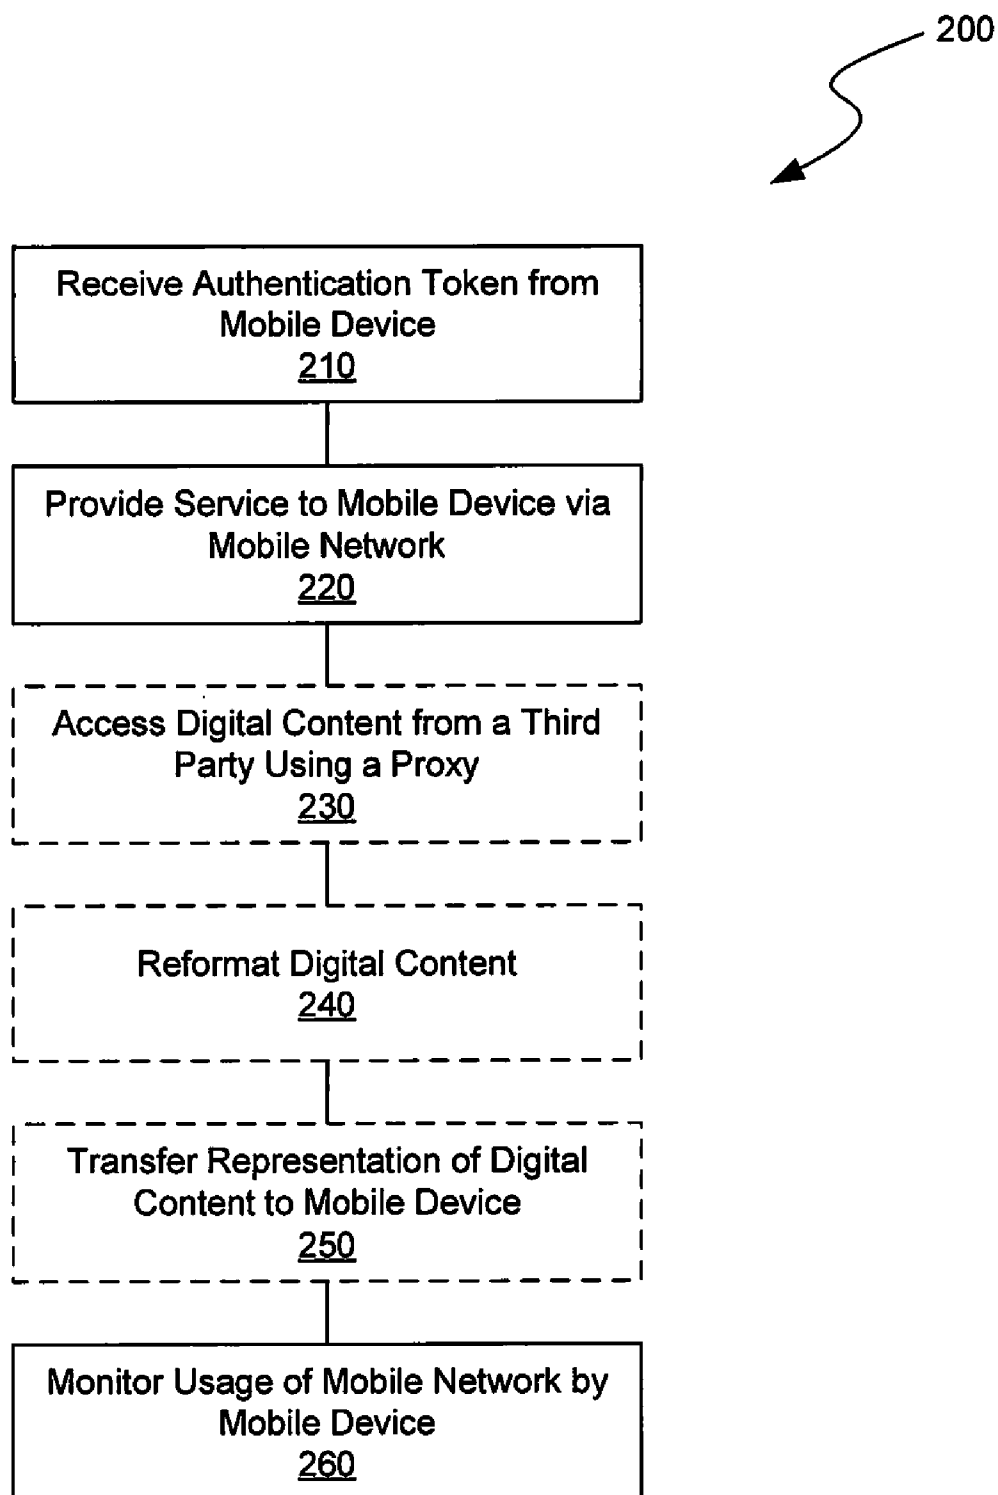 200
Receive Authentication Token from
Mobile Device
210
Provide Service to Mobile Device via
Mobile Network
220
Access Digital Content from a Third
Party Using a Proxy
230
Reformat Digital Content
240
Transfer Representation of Digital
Content to Mobile Device
250
Monitor Usage of Mobile Network by
Mobile Device
260